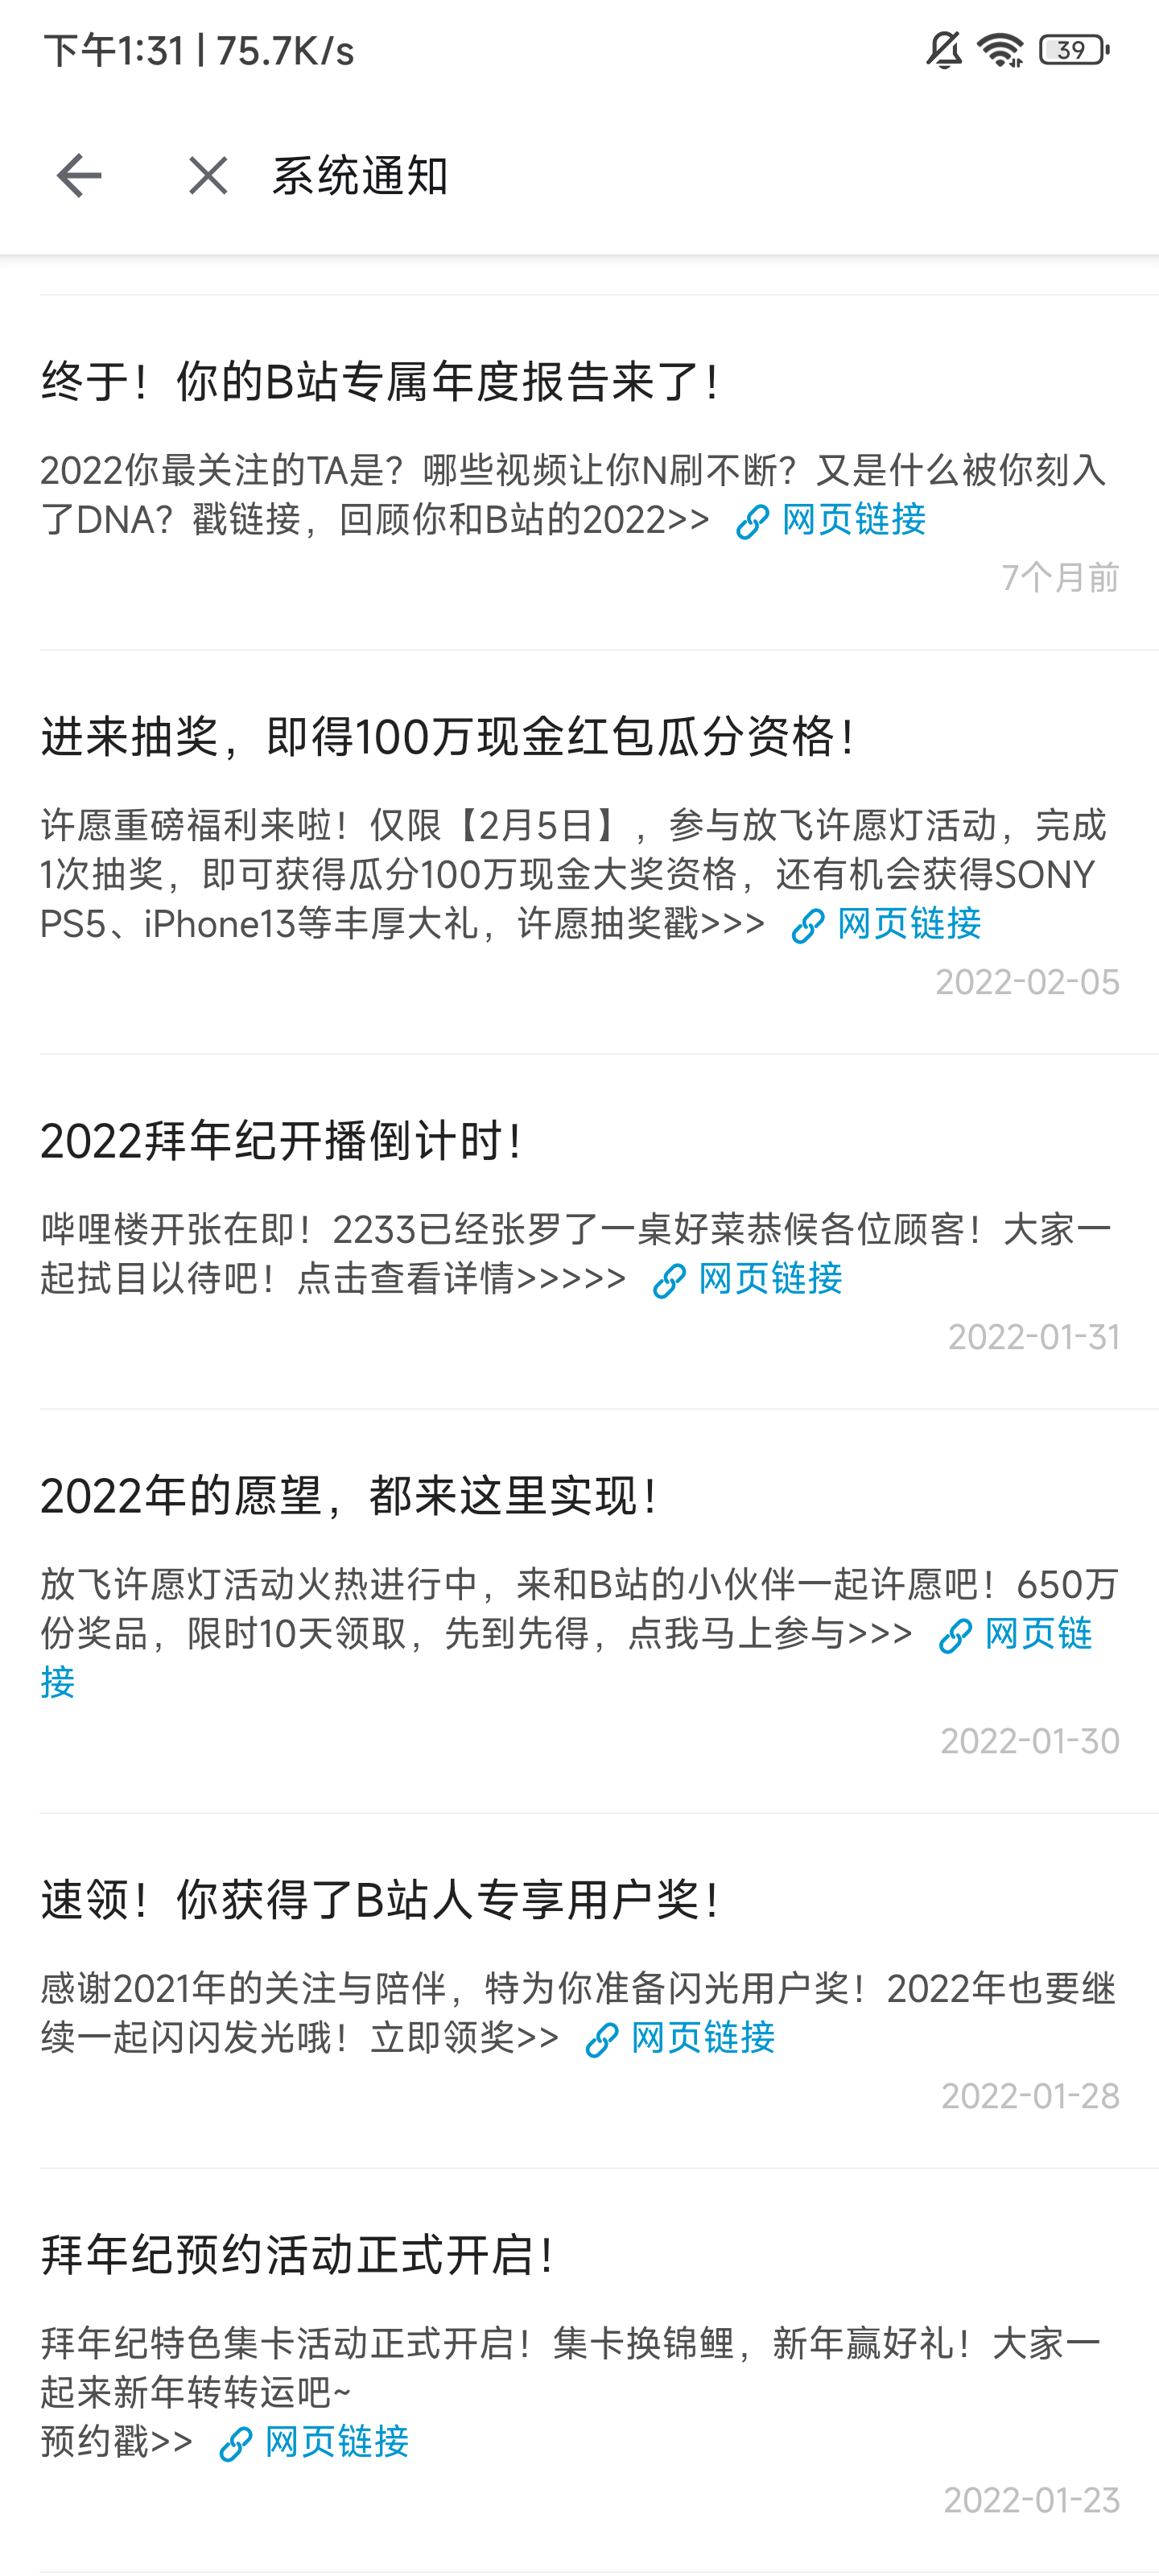 下午1:31 | 75.7K/s
39
系统通知
终于！你的B站专属年度报告来了！
2022你最关注的TA是？哪些视频让你N刷不断？又是什么被你刻入
了DNA？戳链接，回顾你和B站的2022>> 网页链接
7个月前
进来抽奖，即得100万现金红包瓜分资格！
许愿重磅福利来啦！仅限【2月5日】，参与放飞许愿灯活动，完成
1次抽奖，即可获得瓜分100万现金大奖资格，还有机会获得SONY
PS5、iPhone13等丰厚大礼，许愿抽奖戳>>> 网页链接
2022-02-05
2022拜年纪开播倒计时！
哔哩楼开张在即！2233已经张罗了一桌好菜恭候各位顾客！大家一
起拭目以待吧！点击查看详情>>>>> 网页链接
2022-01-31
2022年的愿望，都来这里实现！
放飞许愿灯活动火热进行中，来和B站的小伙伴一起许愿吧！650万
份奖品，限时10天领取，先到先得，点我马上参与>>> 网页链
接
2022-01-30
速领！你获得了B站人专享用户奖！
感谢2021年的关注与陪伴，特为你准备闪光用户奖！2022年也要继
续一起闪闪发光哦！立即领奖>> 网页链接
2022-01-28
拜年纪预约活动正式开启！
拜年纪特色集卡活动正式开启！集卡换锦鲤，新年赢好礼！大家一
起来新年转转运吧~
预约戳>> 网页链接
2022-01-23